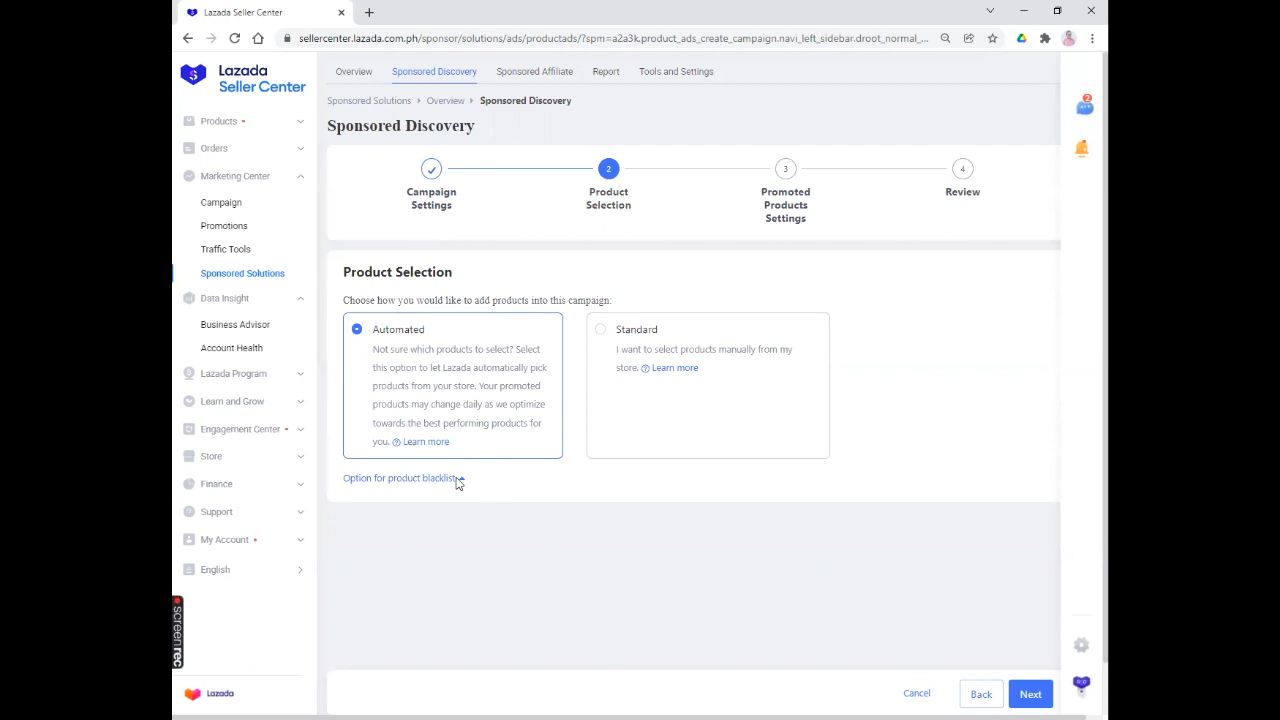 Lazada Seller Center
sellercenter.lazada.com.ph/sponsor/solutions/ads/productads/?spm=a2a3k.product_ads_create_campaign.navi_left_sidebar.droot_normal_...
Lazada
Seller Center
Products
Orders
Marketing Center
Campaign
Promotions
Traffic Tools
Sponsored Solutions
Data Insight
Business Advisor
Account Health
Lazada Program
Learn and Grow
Engagement Center
Store
Finance
Support
My Account
English
Lazada
screenrec
Overview Sponsored Discovery Sponsored Affiliate Report Tools and Settings
Sponsored Solutions Overview Sponsored Discovery
Sponsored Discovery
2 3 4
Campaign Settings
Product Selection
Promoted Products Settings
Review
Product Selection
Choose how you would like to add products into this campaign:
Automated
Not sure which products to select? Select
this option to let Lazada automatically pick
products from your store. Your promoted
products may change daily as we optimize
towards the best performing products for
you. Learn more
Standard
I want to select products manually from my
store. Learn more
Option for product blacklist
Cancel Back Next
2